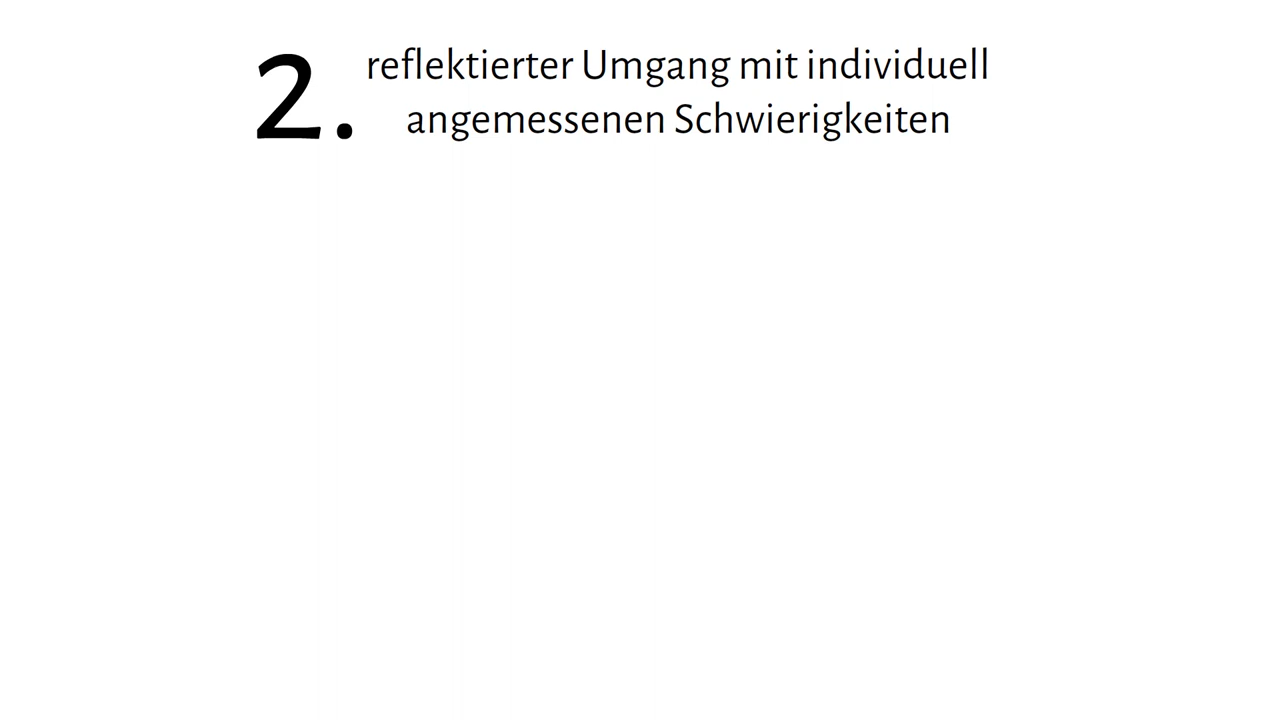 2. reflektierter Umgang mit individuell
angemessenen Schwierigkeiten